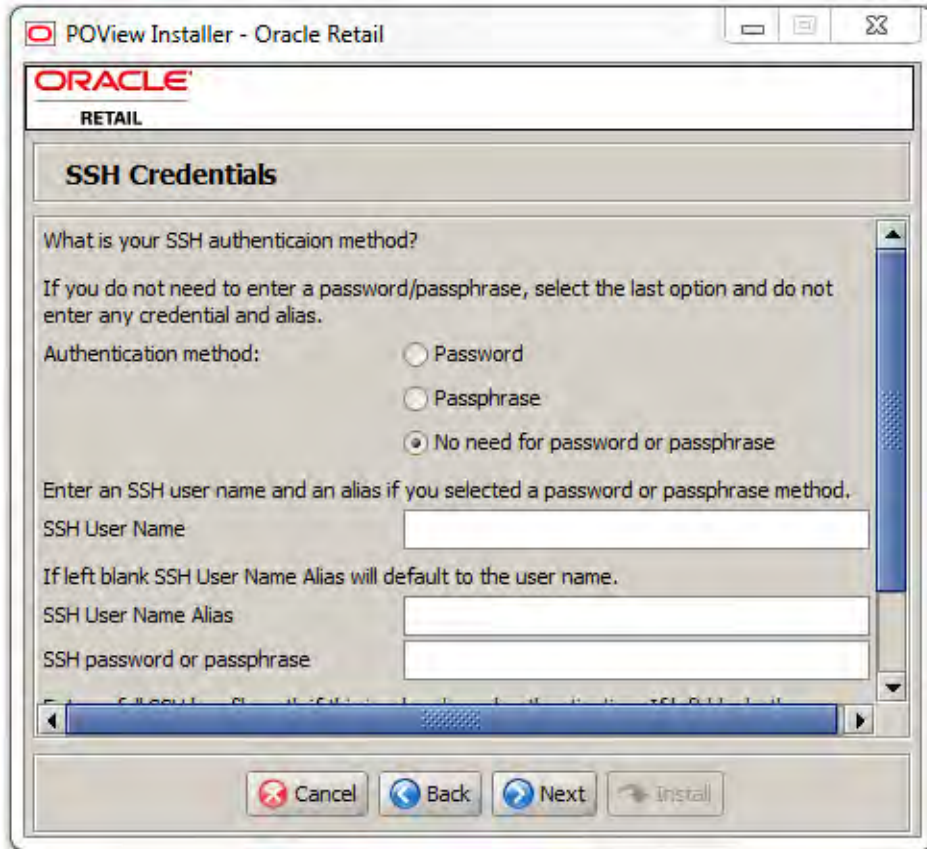 POView Installer - Oracle Retail
ORACLE
RETAIL
SSH Credentials
What is your SSH authenticaion method?
If you do not need to enter a password/passphrase, select the last option and do not
enter any credential and alias.
Authentication method:
Password
Passphrase
No need for password or passphrase
Enter an SSH user name and an alias if you selected a password or passphrase method.
SSH User Name
If left blank SSH User Name Alias will default to the user name.
SSH User Name Alias
SSH password or passphrase
Cancel
Back
Next
Install